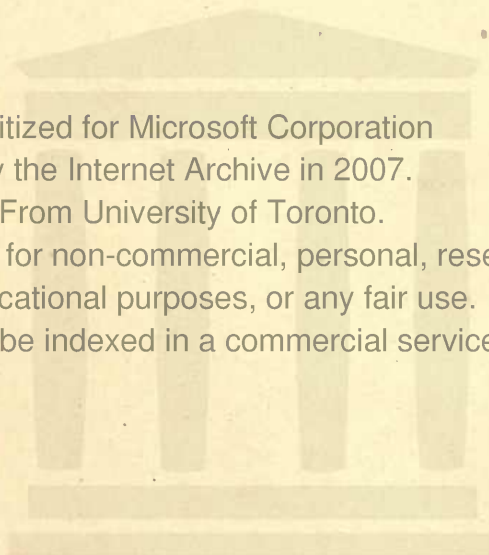 itized for Microsoft Corporation
the Internet Archive in 2007.
From University of Toronto.
for non-commercial, personal, rese
cational purposes, or any fair use.
be indexed in a commercial service